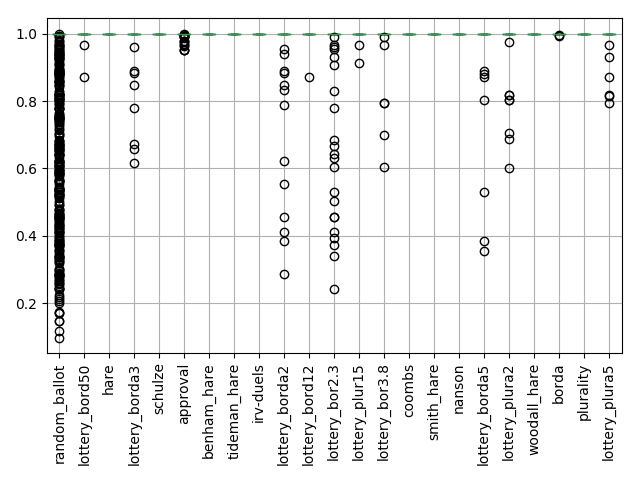 1.0
0.8
0.6
0.4
0.2
random_ballot
lottery_bord50
hare
lottery_borda3
schulze
approval
benham_hare
tideman_hare
irv-duels
lottery_borda2
lottery_bord12
lottery_bor2.3
lottery_plur15
lottery_bor3.8
coombs
smith_hare
nanson
lottery_borda5
lottery_plura2
woodall_hare
borda
plurality
lottery_plura5